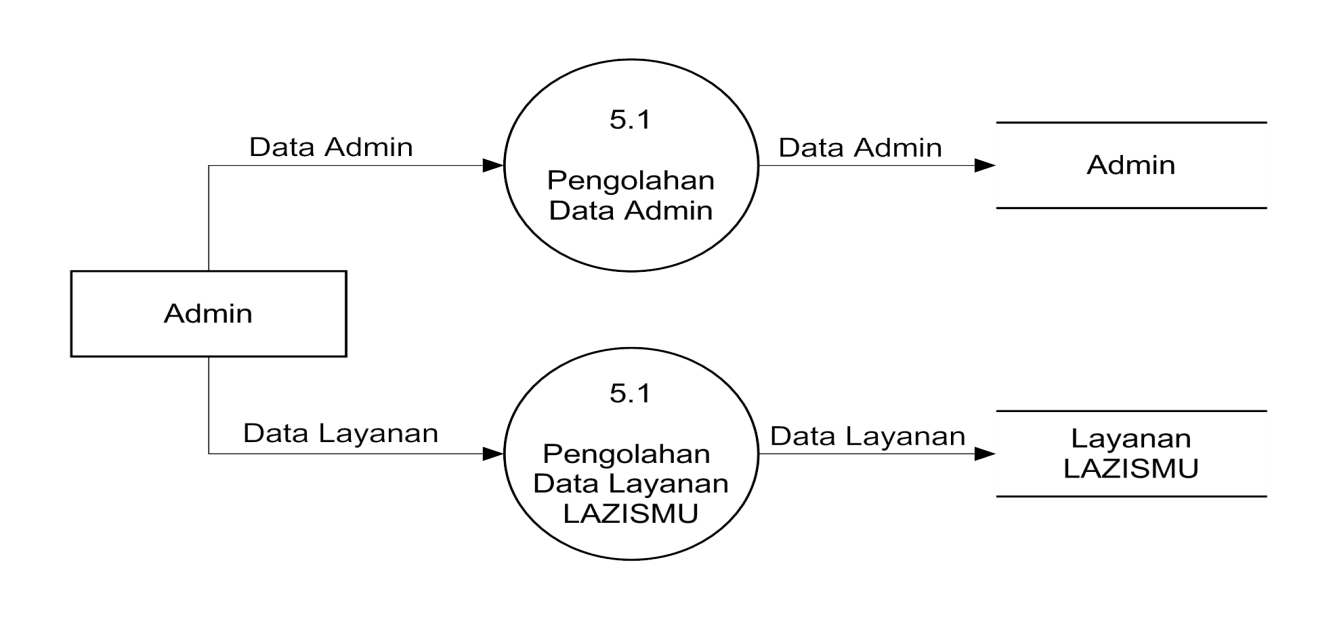 5.1
Pengolahan
Data Admin
Data Admin
Data Admin
Admin
Admin
5.1
Pengolahan
Data Layanan
LAZISMU
Data Layanan
Data Layanan
Layanan
LAZISMU